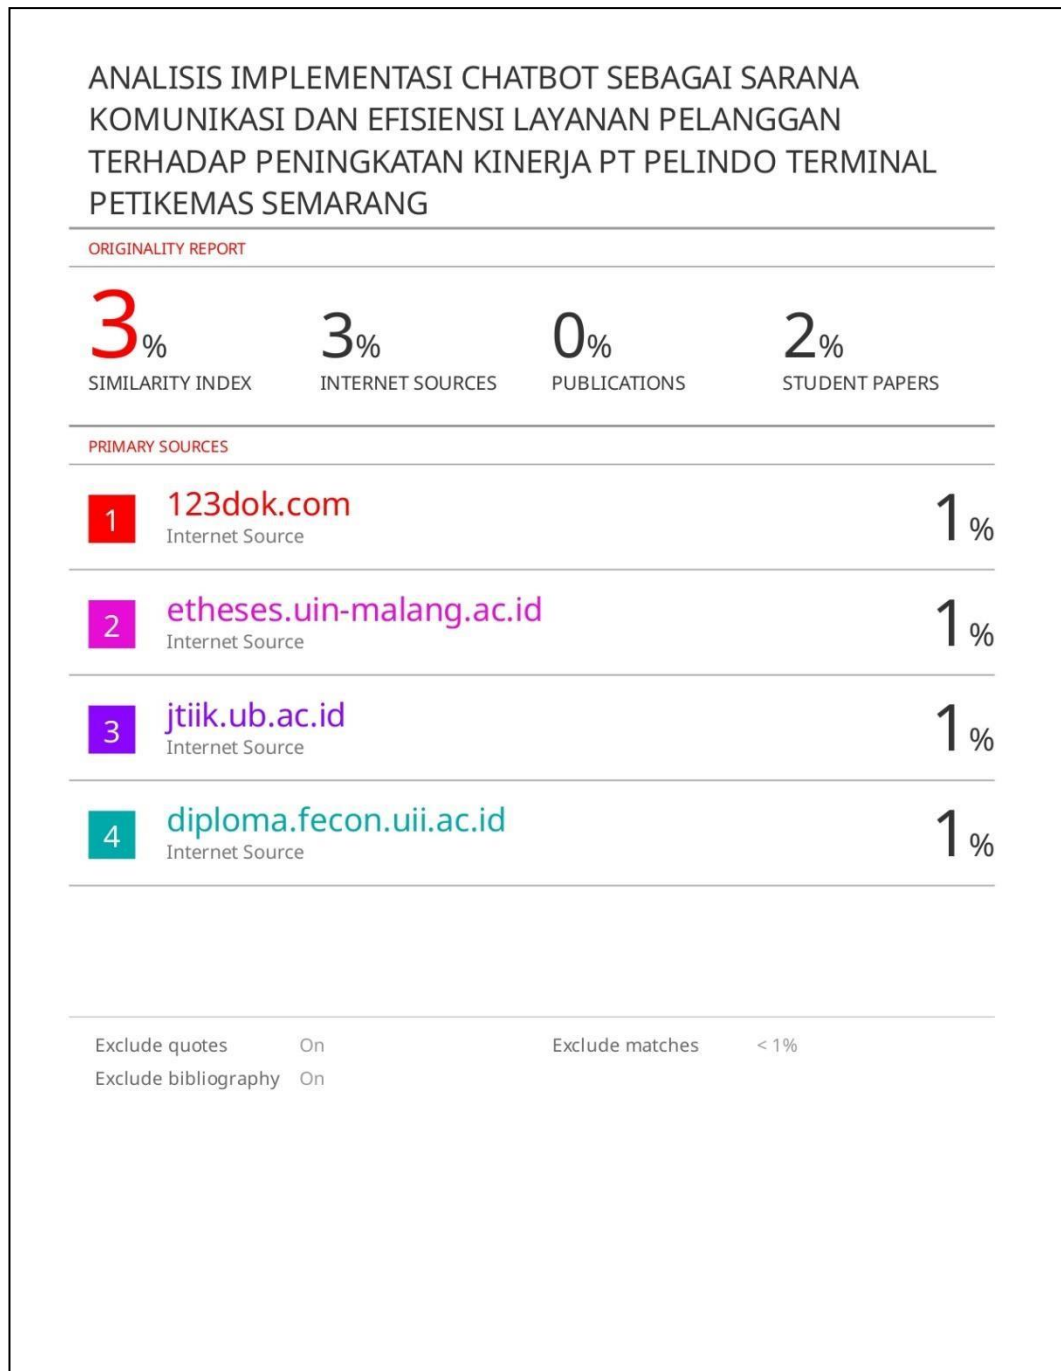 ANALISIS IMPLEMENTASI CHATBOT SEBAGAI SARANA
KOMUNIKASI DAN EFISIENSI LAYANAN PELANGGAN
TERHADAP PENINGKATAN KINERJA PT PELINDO TERMINAL
PETIKEMAS SEMARANG
ORIGINALITY REPORT
3% 3% 0% 2%
SIMILARITY INDEX INTERNET SOURCES PUBLICATIONS STUDENT PAPERS
PRIMARY SOURCES
1 123dok.com 1%
Internet Source
2 etheses.uin-malang.ac.id 1%
Internet Source
3 jtiik.ub.ac.id 1%
Internet Source
4 diploma.fecon.uii.ac.id 1%
Internet Source
Exclude quotes On Exclude matches < 1%
Exclude bibliography On